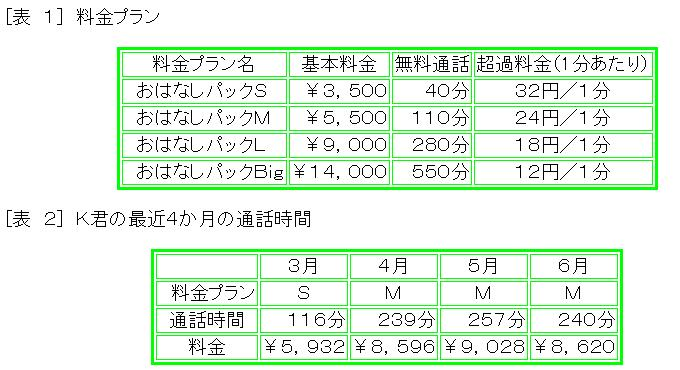 ［表　１］ 料金プラン
料金プラン名 基本料金 無料通話 超過料金（１分あたり）
おはなしパックＳ ￥３，５００ ４０分 ３２円／１分
おはなしパックＭ ￥５，５００ １１０分 ２４円／１分
おはなしパックＬ ￥９，０００ ２８０分 １８円／１分
おはなしパックBig ￥１４，０００ ５５０分 １２円／１分
［表　２］ Ｋ君の最近４か月の通話時間
３月 ４月 ５月 ６月
料金プラン Ｓ Ｍ Ｍ Ｍ
通話時間 １１６分 ２３９分 ２５７分 ２４０分
料金 ￥５，９３２ ￥８，５９６ ￥９，０２８ ￥８，６２０